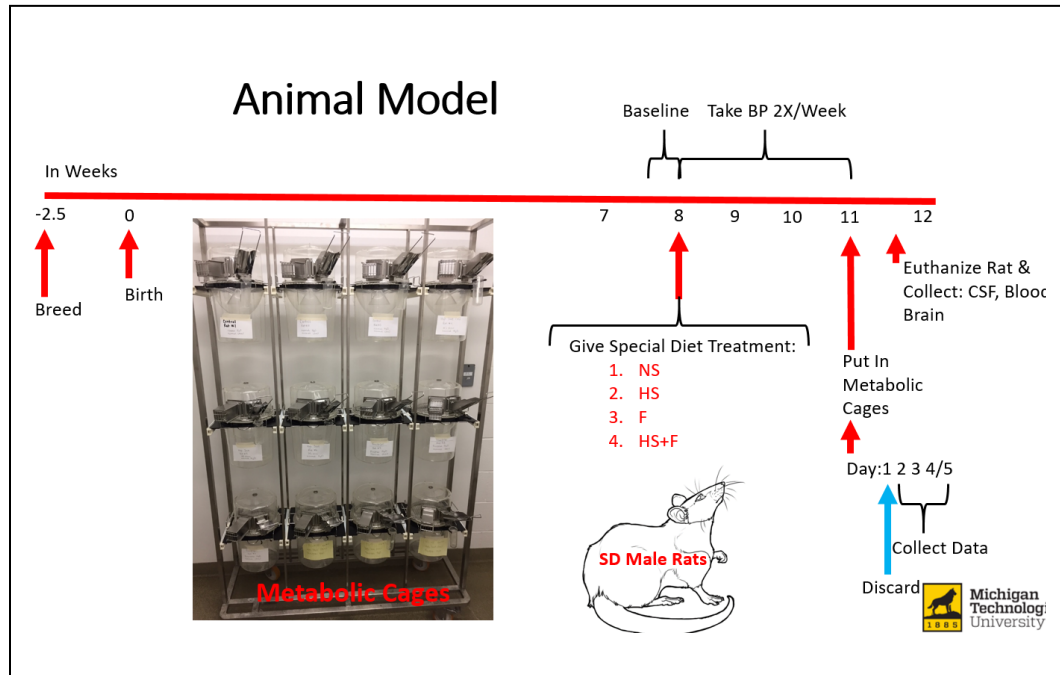 Animal Model
Baseline
Take BP 2X/Week
In Weeks
-2.5
0
7
8
9
10
11
12
Breed
Birth
Euthanize Rat &
Collect: CSF, Blood
Brain
Give Special Diet Treatment:
1. NS
2. HS
3. F
4. HS+F
Put In
Metabolic
Cages
Day:1 2 3 4/5
Collect Data
Discard
SD Male Rats
Metabolic Cages
Michigan
Technologi
University
1885